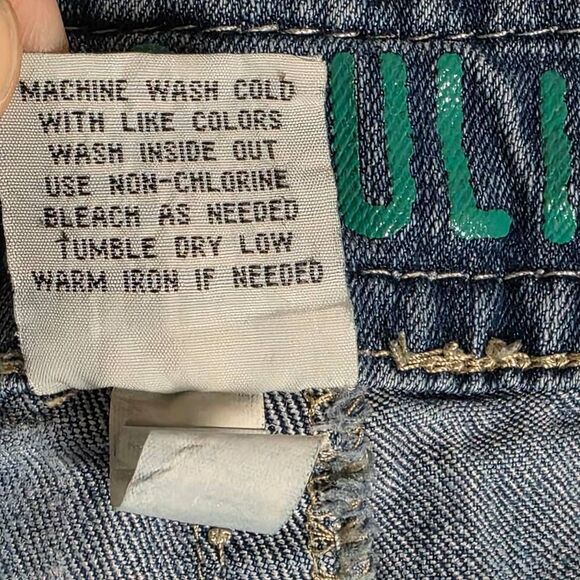 MACHINE WASH COLD
WITH LIKE COLORS
WASH INSIDE OUT
USE NON-CHLORINE
BLEACH AS NEEDED
TUMBLE DRY LOW
WARM IRON IF NEEDED